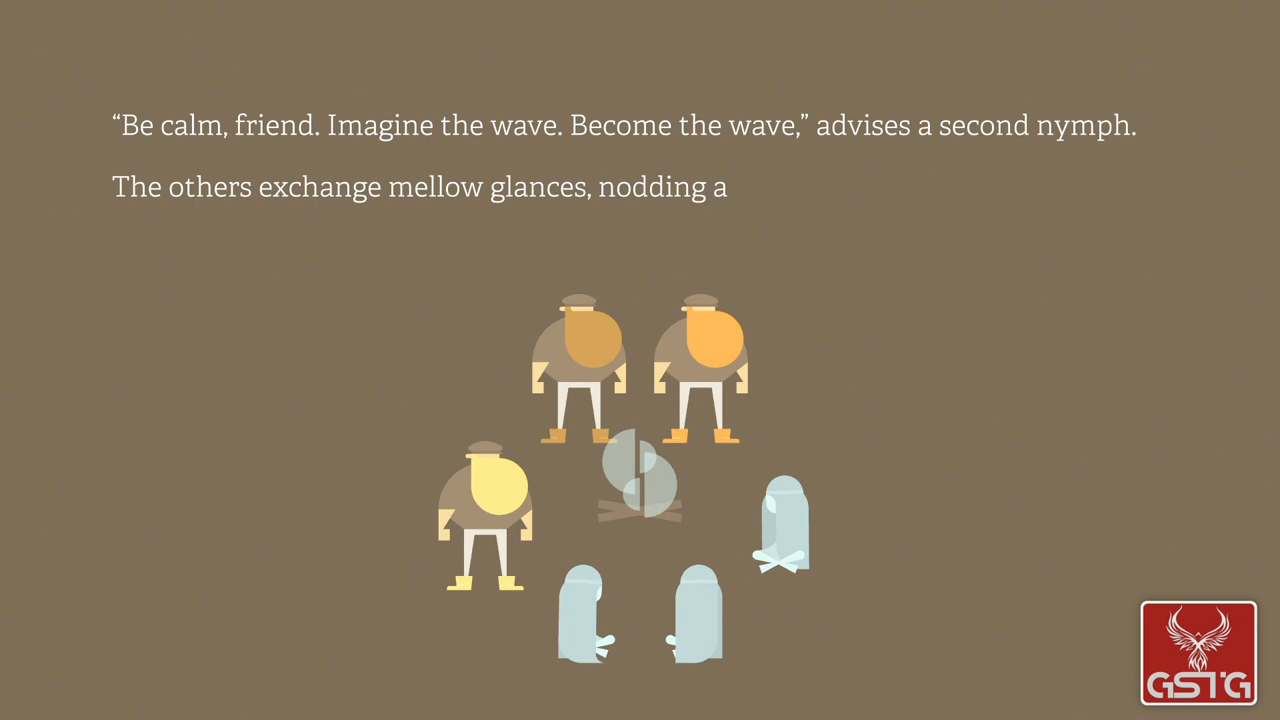 “Be calm, friend. Imagine the wave. Become the wave,” advises a second nymph.
The others exchange mellow glances, nodding a
GSTG